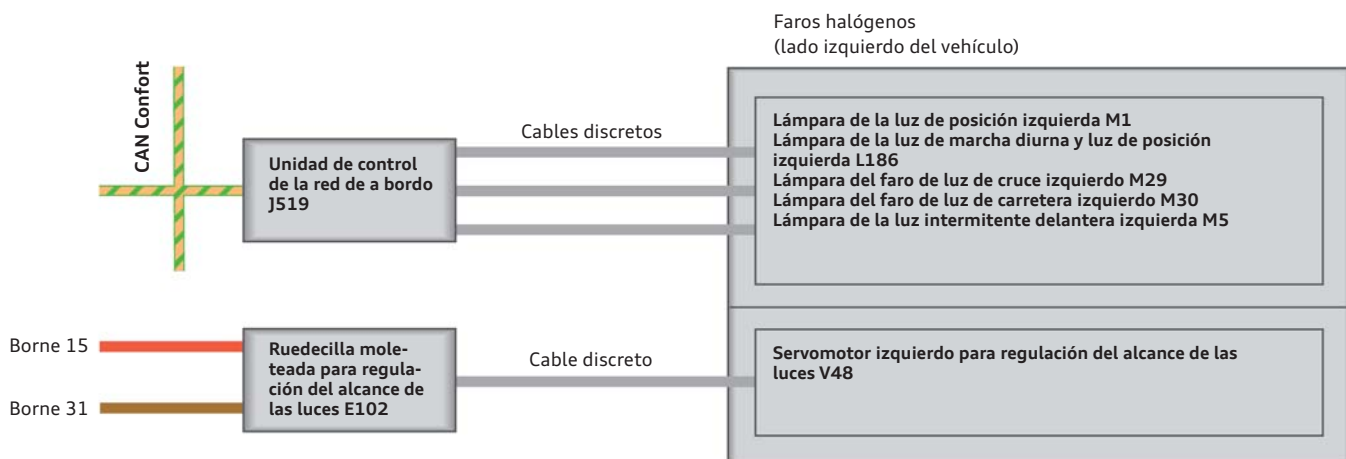 Faros halógenos
(lado izquierdo del vehículo)
CAN Confort
Cables discretos
Unidad de control
de la red de a bordo
J519
Lámpara de la luz de posición izquierda M1
Lámpara de la luz de marcha diurna y luz de posición
izquierda L186
Lámpara del faro de luz de cruce izquierdo M29
Lámpara del faro de luz de carretera izquierdo M30
Lámpara de la luz intermitente delantera izquierda M5
Borne 15
Borne 31
Ruedecilla mole-
teada para regula-
ción del alcance de
las luces E102
Cable discreto
Servomotor izquierdo para regulación del alcance de las
luces V48